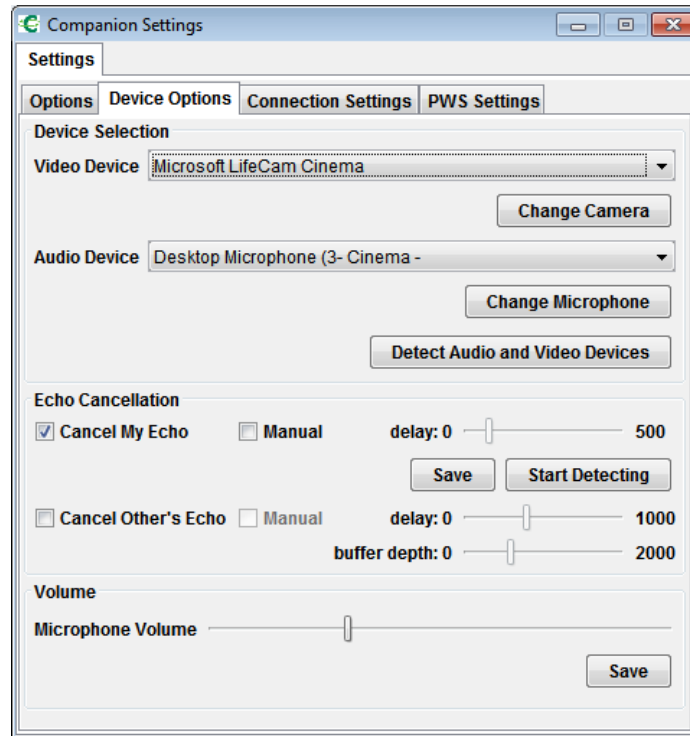 Companion Settings
Settings
Options Device Options Connection Settings PWS Settings
Device Selection
Video Device Microsoft LifeCam Cinema
Change Camera
Audio Device Desktop Microphone (3- Cinema -
Change Microphone
Detect Audio and Video Devices
Echo Cancellation
Cancel My Echo Manual delay: 0 500
Save Start Detecting
Cancel Other's Echo Manual delay: 0 1000
buffer depth: 0 2000
Volume
Microphone Volume
Save